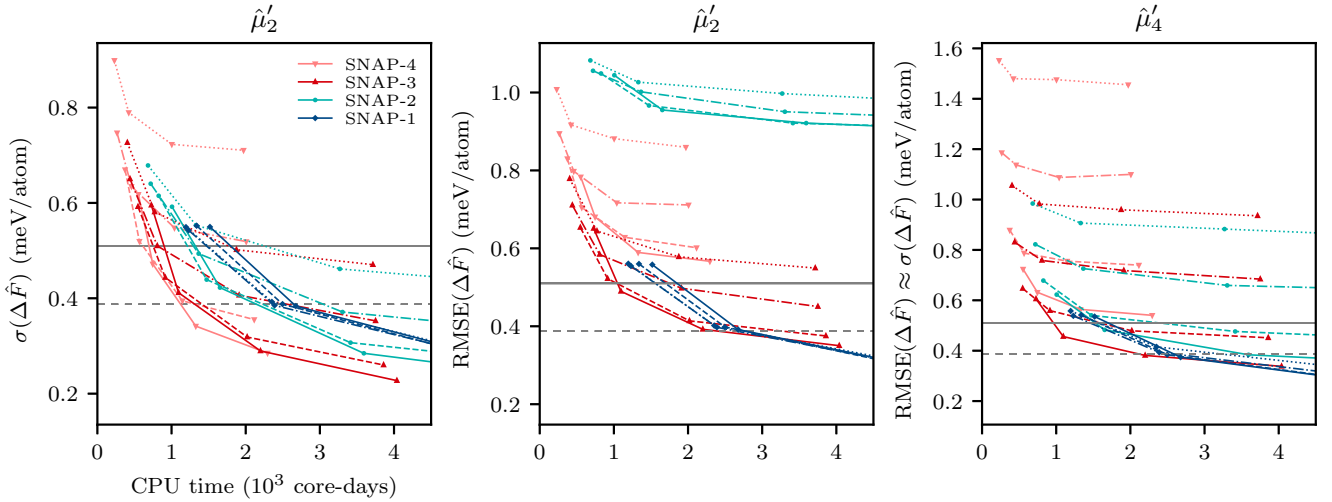 μ̂′₂
σ(ΔF̂) (meV/atom)
0.8
0.6
0.4
0.2
SNAP-4
SNAP-3
SNAP-2
SNAP-1
0 1 2 3 4
CPU time (10³ core-days)
μ̂′₂
RMSE(ΔF̂) (meV/atom)
1.0
0.8
0.6
0.4
0.2
0 1 2 3 4
μ̂′₄
RMSE(ΔF̂) ≈ σ(ΔF̂) (meV/atom)
1.6
1.4
1.2
1.0
0.8
0.6
0.4
0.2
0 1 2 3 4